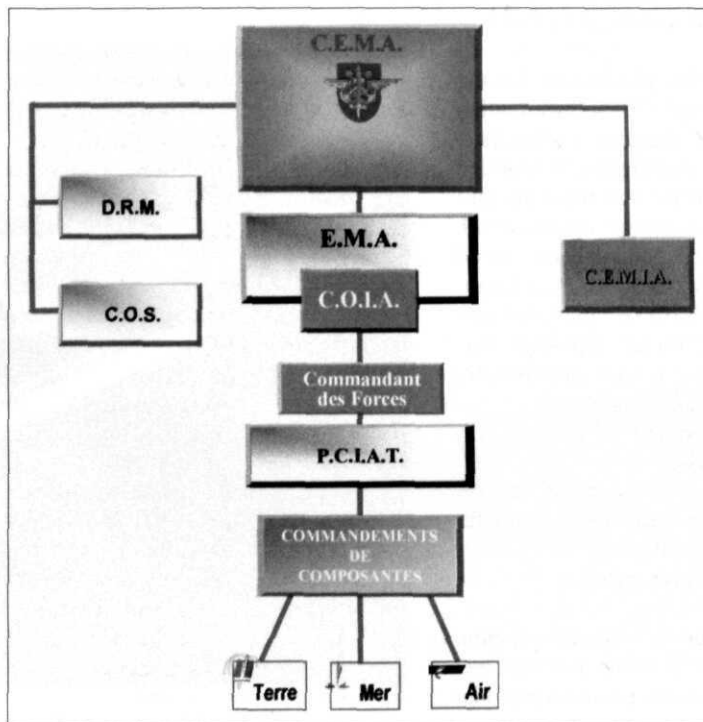 C.E.M.A.
D.R.M.
E.M.A.
C.E.M.I.A.
C.O.I.A.
C.O.S.
Commandant
des Forces
P.C.I.A.T.
COMMANDEMENTS
DE
COMPOSANTES
Terre
Mer
Air